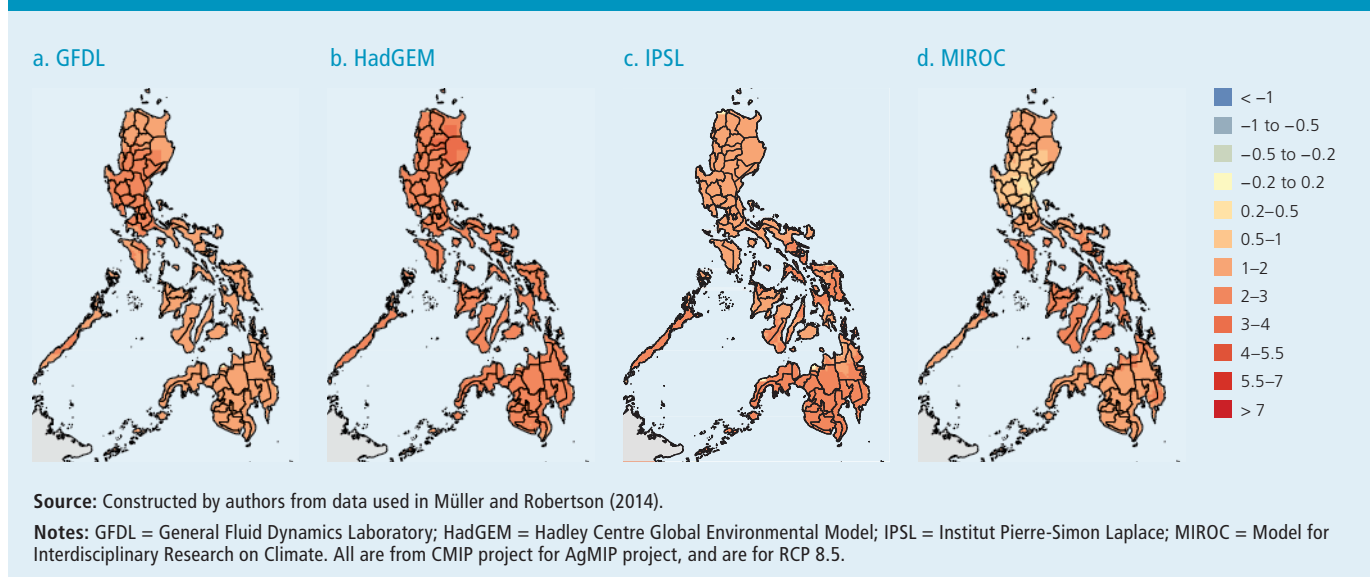 a. GFDL
b. HadGEM
c. IPSL
d. MIROC
< –1
–1 to –0.5
–0.5 to –0.2
–0.2 to 0.2
0.2–0.5
0.5–1
1–2
2–3
3–4
4–5.5
5.5–7
> 7
Source: Constructed by authors from data used in Müller and Robertson (2014).
Notes: GFDL = General Fluid Dynamics Laboratory; HadGEM = Hadley Centre Global Environmental Model; IPSL = Institut Pierre-Simon Laplace; MIROC = Model for
Interdisciplinary Research on Climate. All are from CMIP project for AgMIP project, and are for RCP 8.5.